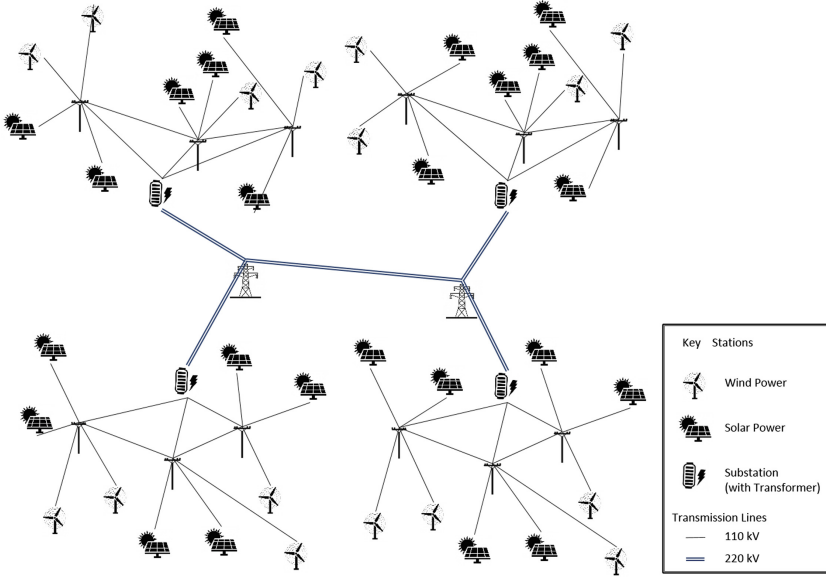 Key Stations
Wind Power
Solar Power
Substation
(with Transformer)
Transmission Lines
110 kV
220 kV